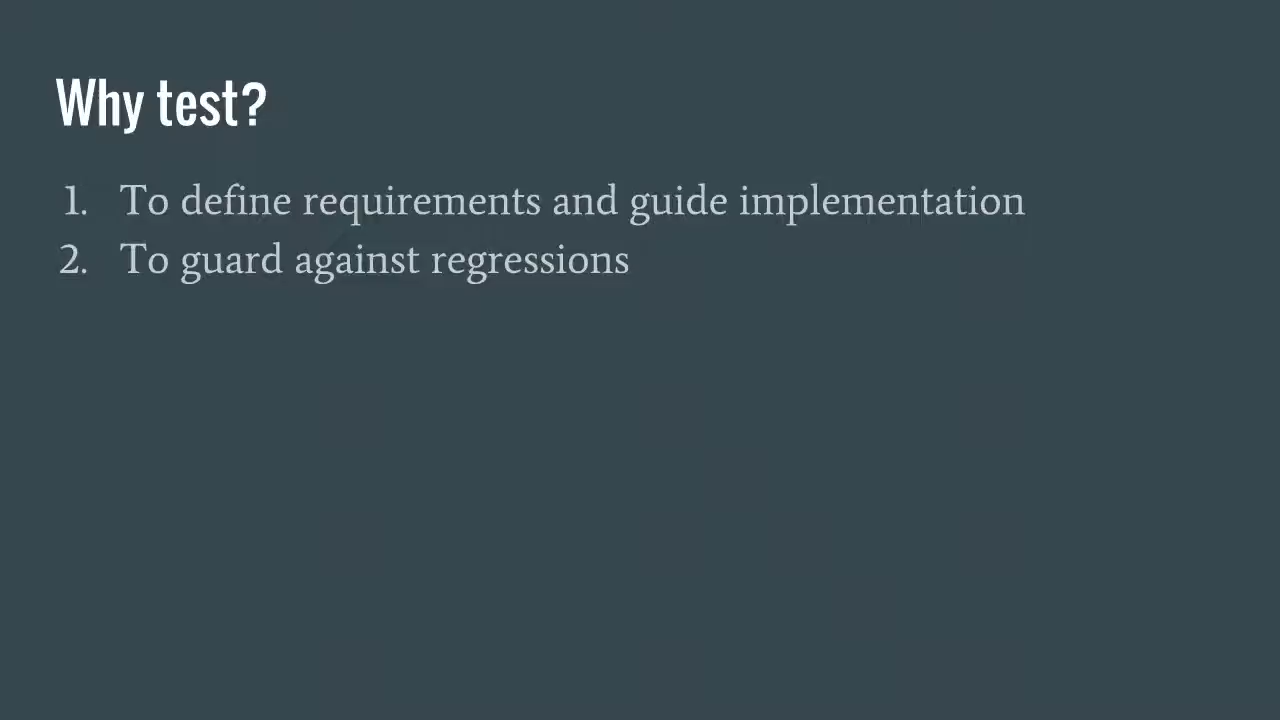 Why test?
1. To define requirements and guide implementation
2. To guard against regressions